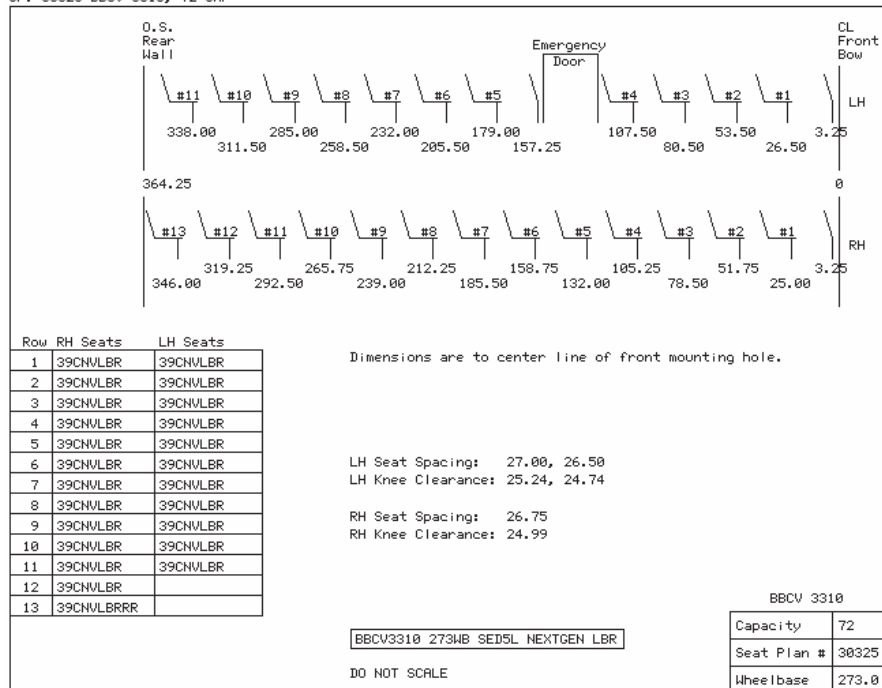 O.S.
Rear
Wall
CL
Front
Bow
Emergency
Door
#11 #10 #9 #8 #7 #6 #5 #4 #3 #2 #1 LH
338.00 285.00 232.00 179.00 107.50 53.50 3.25
311.50 258.50 205.50 157.25 80.50 26.50
364.25 0
#13 #12 #11 #10 #9 #8 #7 #6 #5 #4 #3 #2 #1 RH
319.25 265.75 212.25 158.75 105.25 51.75 3.25
346.00 292.50 239.00 185.50 132.00 78.50 25.00
Row RH Seats LH Seats
1 39CNVLBR 39CNVLBR
2 39CNVLBR 39CNVLBR
3 39CNVLBR 39CNVLBR
4 39CNVLBR 39CNVLBR
5 39CNVLBR 39CNVLBR
6 39CNVLBR 39CNVLBR
7 39CNVLBR 39CNVLBR
8 39CNVLBR 39CNVLBR
9 39CNVLBR 39CNVLBR
10 39CNVLBR 39CNVLBR
11 39CNVLBR 39CNVLBR
12 39CNVLBR
13 39CNVLBRRR
Dimensions are to center line of front mounting hole.
LH Seat Spacing: 27.00, 26.50
LH Knee Clearance: 25.24, 24.74
RH Seat Spacing: 26.75
RH Knee Clearance: 24.99
BBCV3310 273WB SED5L NEXTGEN LBR
DO NOT SCALE
BBCV 3310
Capacity 72
Seat Plan # 30325
Wheelbase 273.0